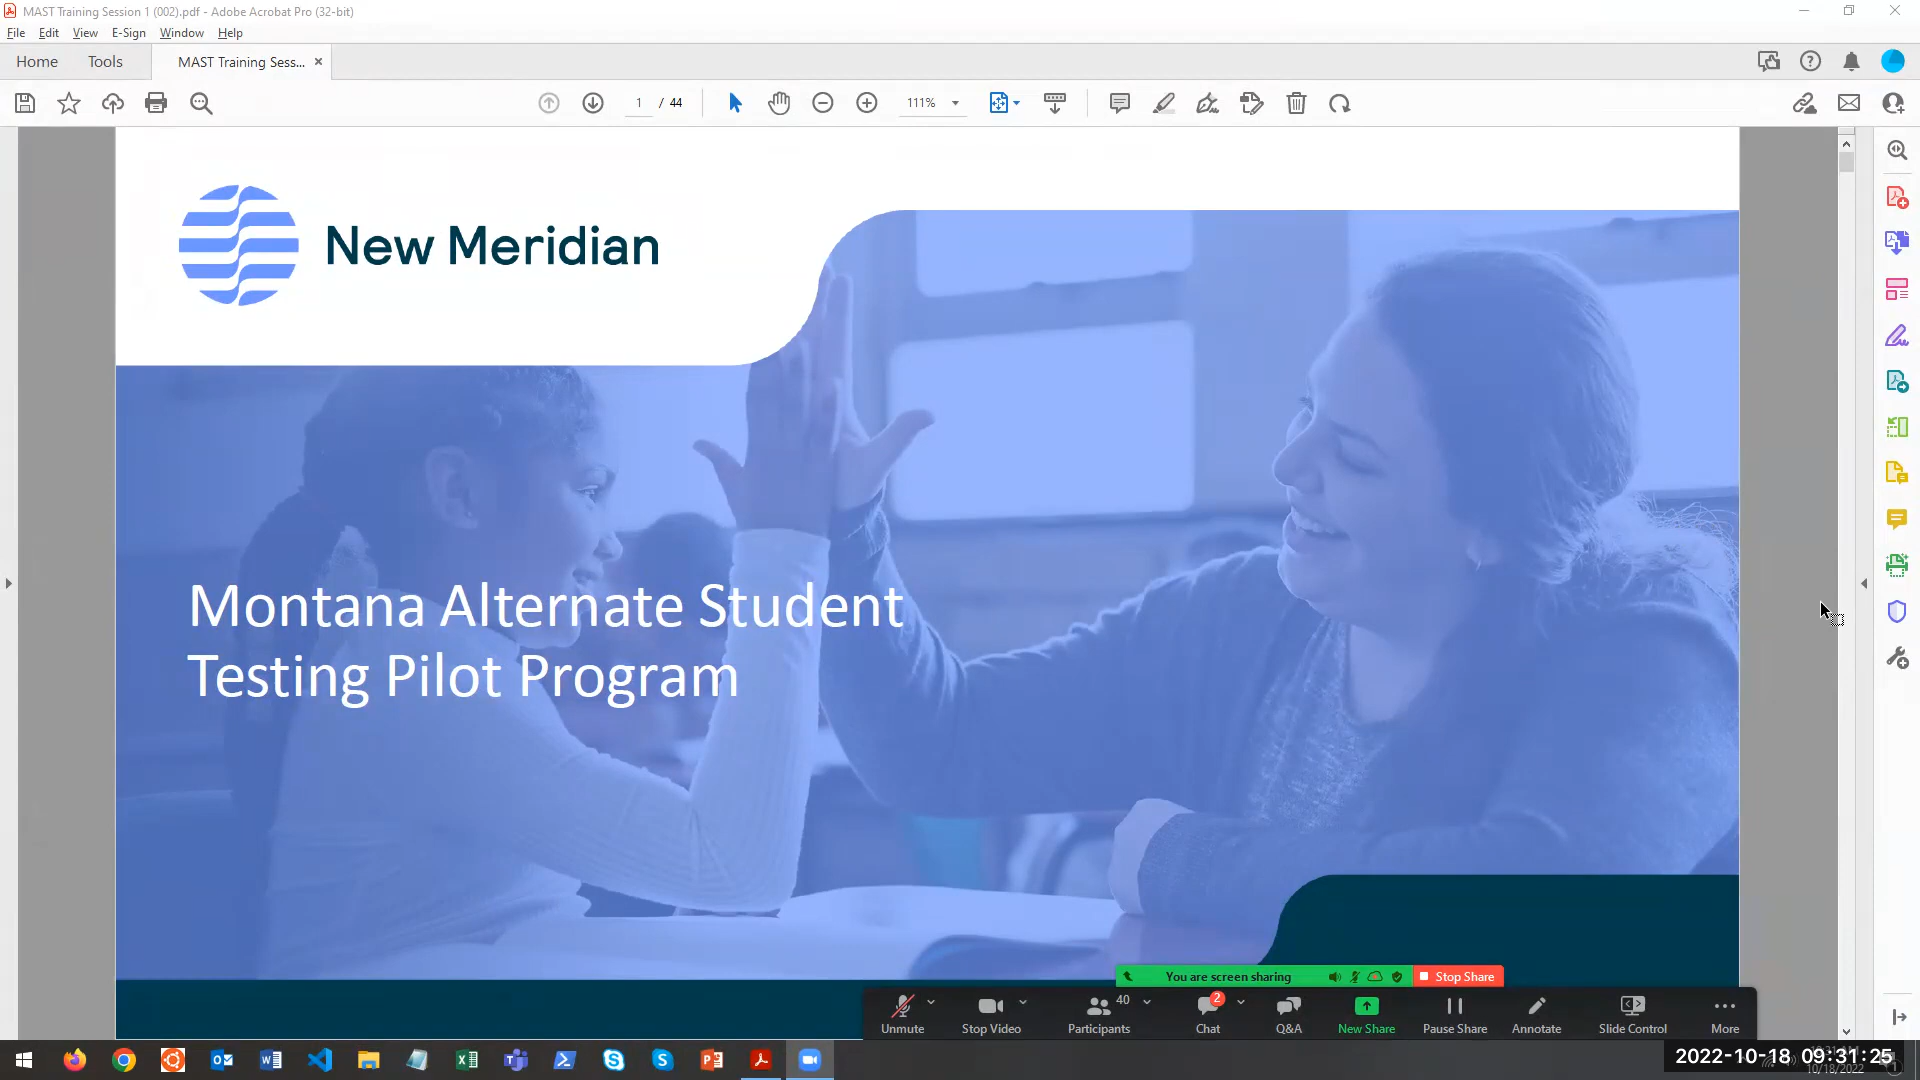 MAST Training Session 1 (002).pdf - Adobe Acrobat Pro (32-bit)
File Edit View E-Sign Window Help
Home Tools MAST Training Sess... ×
1 / 44 111%
New Meridian
Montana Alternate Student
Testing Pilot Program
You are screen sharing Stop Share
40 2
Unmute Stop Video Participants Chat Q&A New Share Pause Share Annotate Slide Control More
2022-10-18 09:31:25
10/18/2022